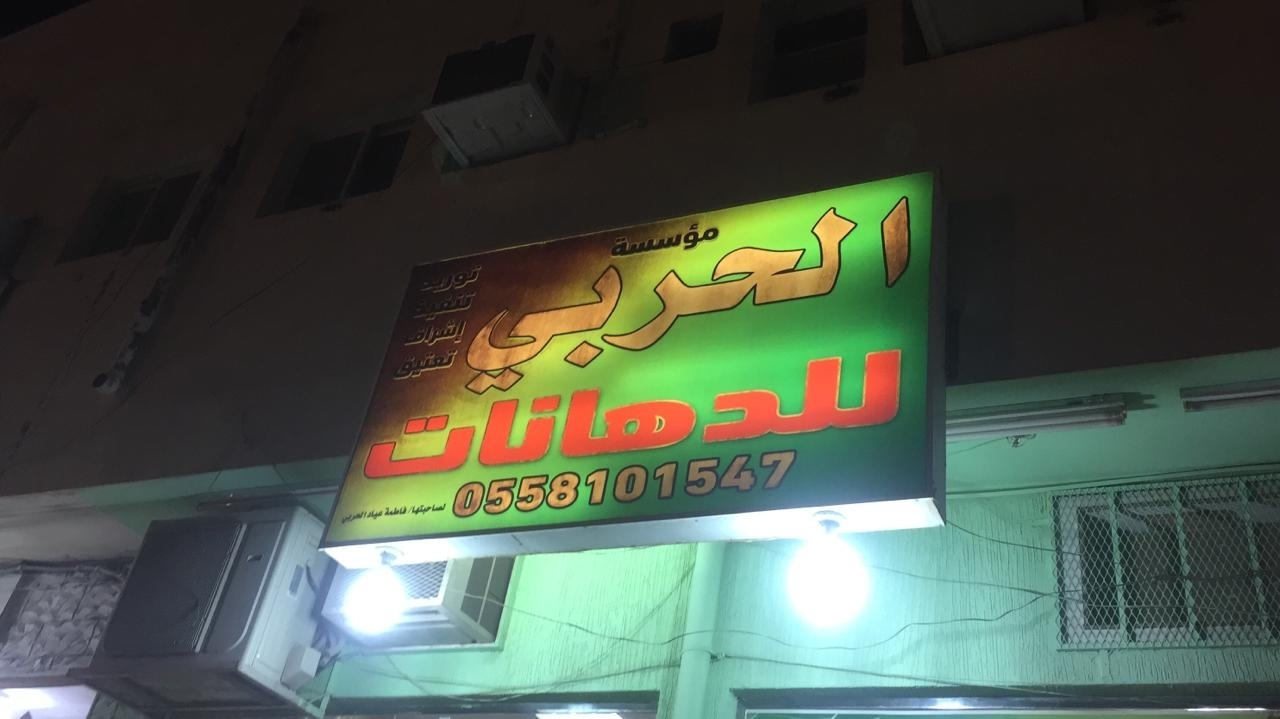 مؤسسة
الحربي
للدهانات
توريد
تنفيذ
إشراف
تعتيق
0558101547
لصاحبتها/ فاطمة عياد الحربي